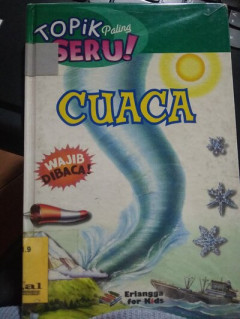 TOPiK Paling
SERU!
CUACA
WAJIB
DIBACA!
Erlangga
for Kids